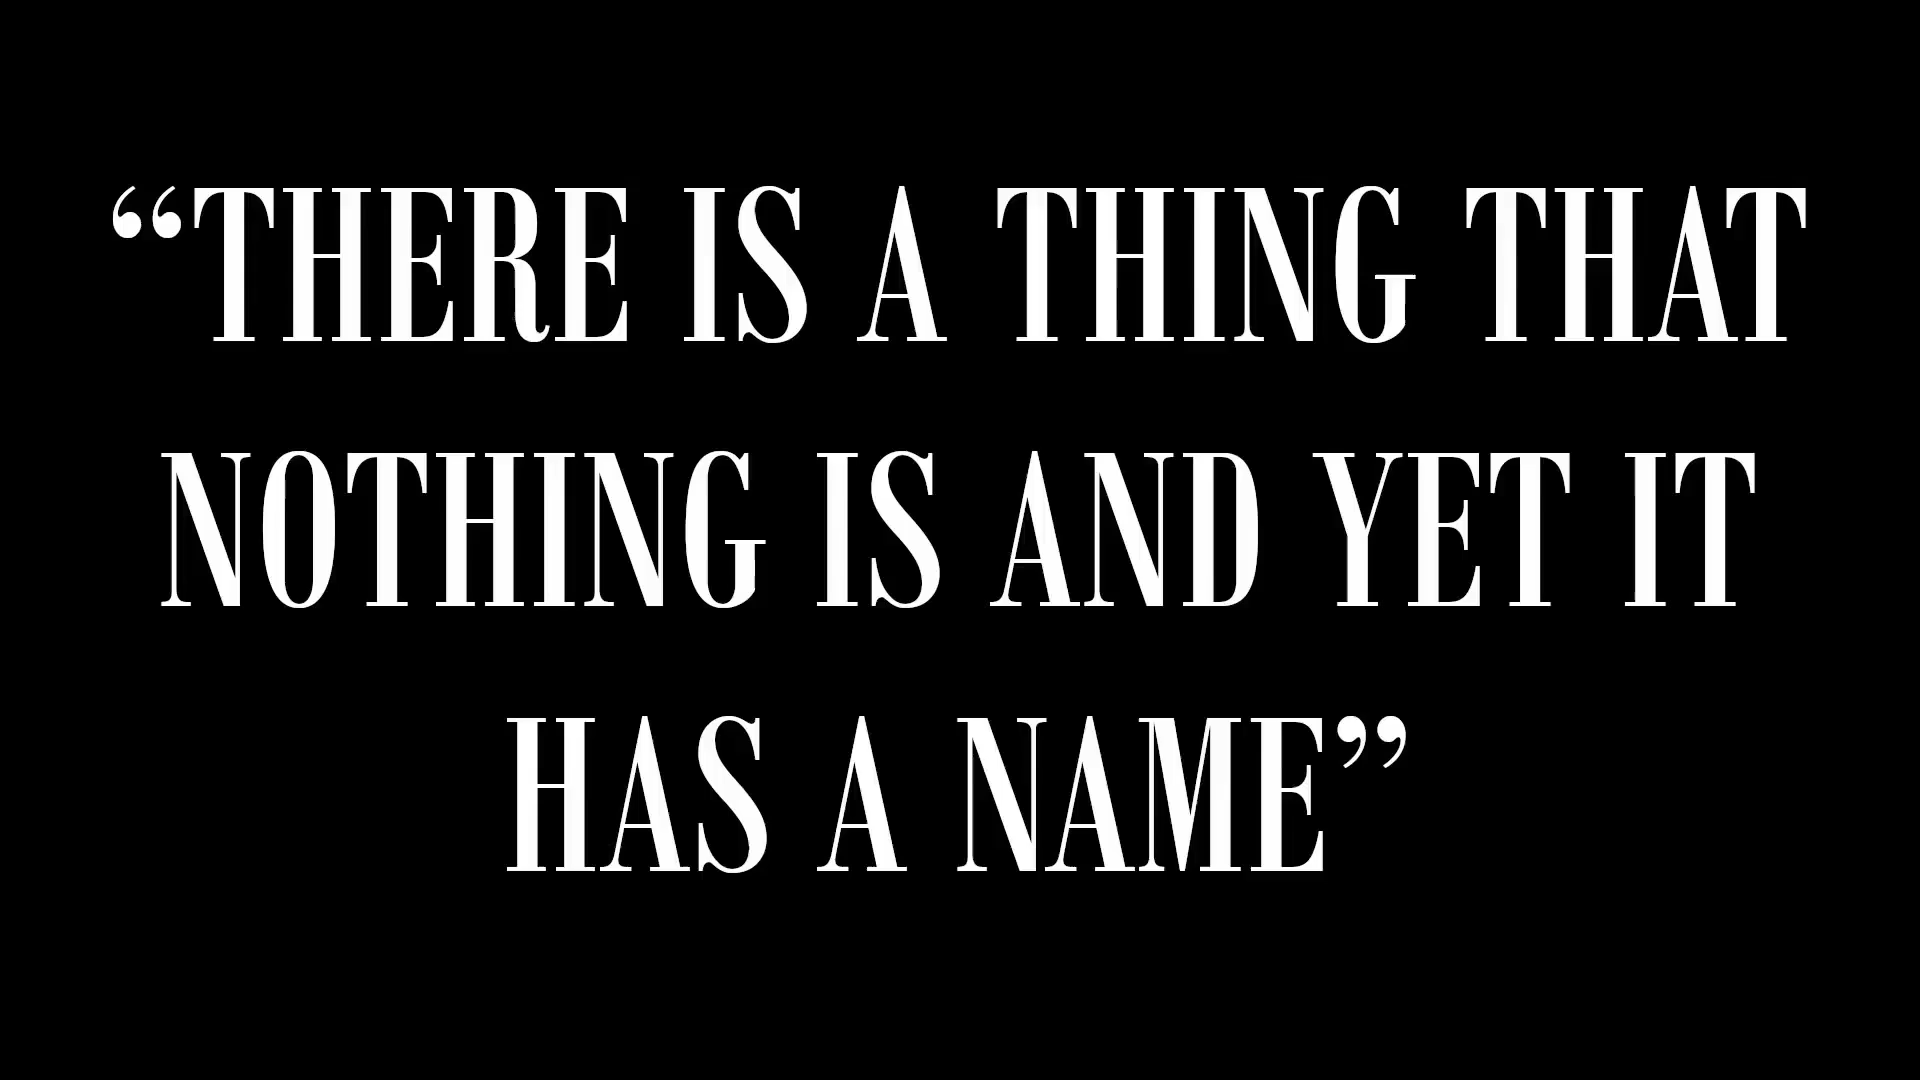 “THERE IS A THING THAT
NOTHING IS AND YET IT
HAS A NAME”